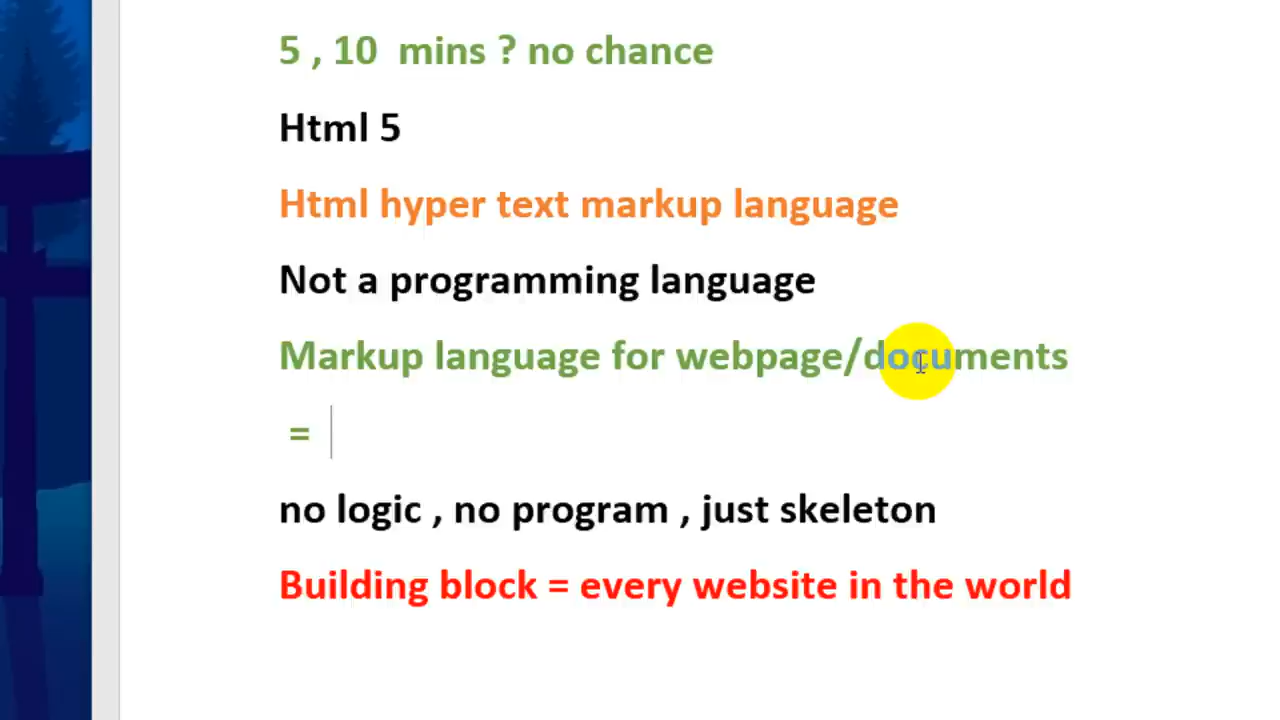 5 , 10 mins ? no chance
Html 5
Html hyper text markup language
Not a programming language
Markup language for webpage/documents
=
no logic , no program , just skeleton
Building block = every website in the world